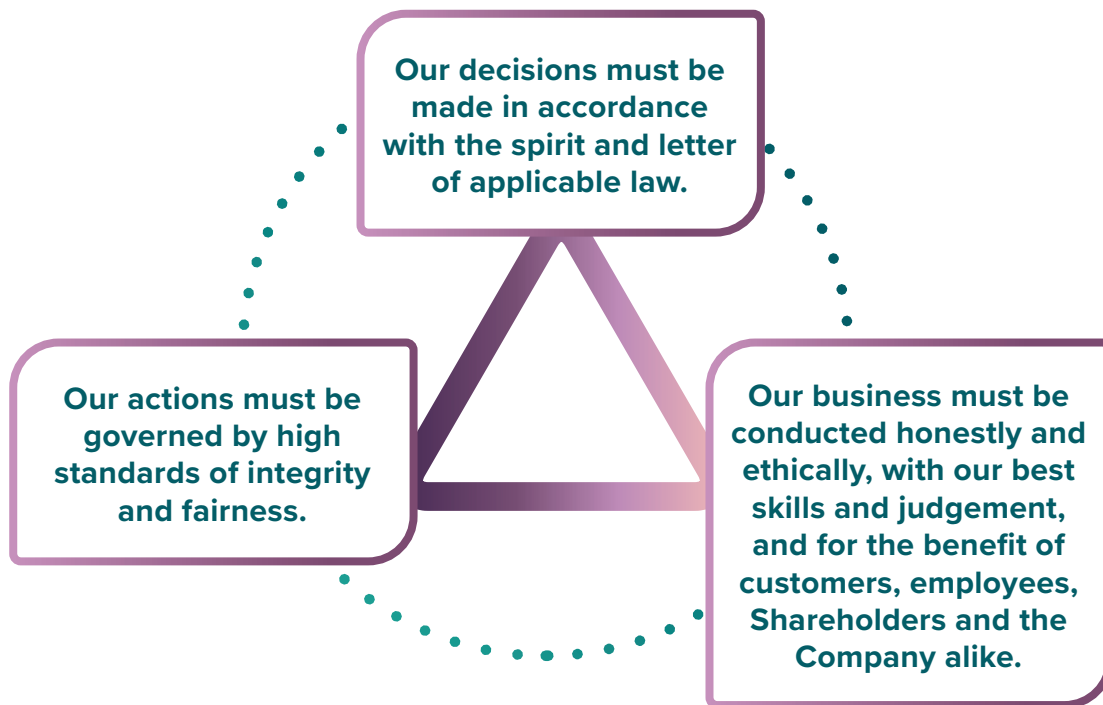 Our decisions must be
made in accordance
with the spirit and letter
of applicable law.
Our actions must be
governed by high
standards of integrity
and fairness.
Our business must be
conducted honestly and
ethically, with our best
skills and judgement,
and for the benefit of
customers, employees,
Shareholders and the
Company alike.